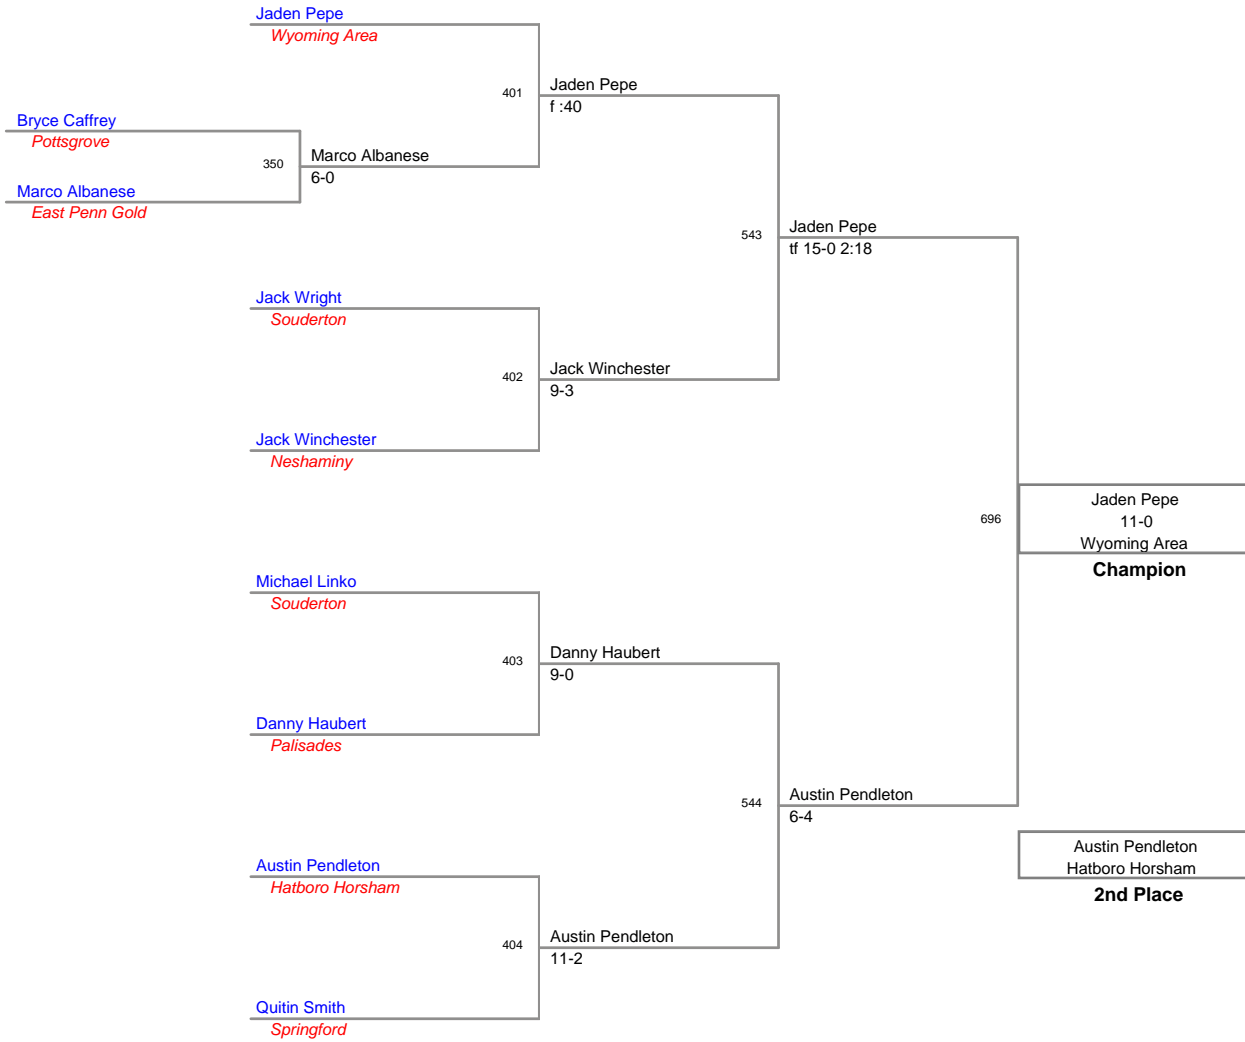 Jaden Pepe
Wyoming Area
401
Jaden Pepe
f :40
Bryce Caffrey
Pottsgrove
350
Marco Albanese
6-0
Marco Albanese
East Penn Gold
543
Jaden Pepe
tf 15-0 2:18
Jack Wright
Souderton
402
Jack Winchester
9-3
Jack Winchester
Neshaminy
696
Jaden Pepe
11-0
Wyoming Area
Champion
Michael Linko
Souderton
403
Danny Haubert
9-0
Danny Haubert
Palisades
544
Austin Pendleton
6-4
Austin Pendleton
Hatboro Horsham
2nd Place
Austin Pendleton
Hatboro Horsham
404
Austin Pendleton
11-2
Quitin Smith
Springford